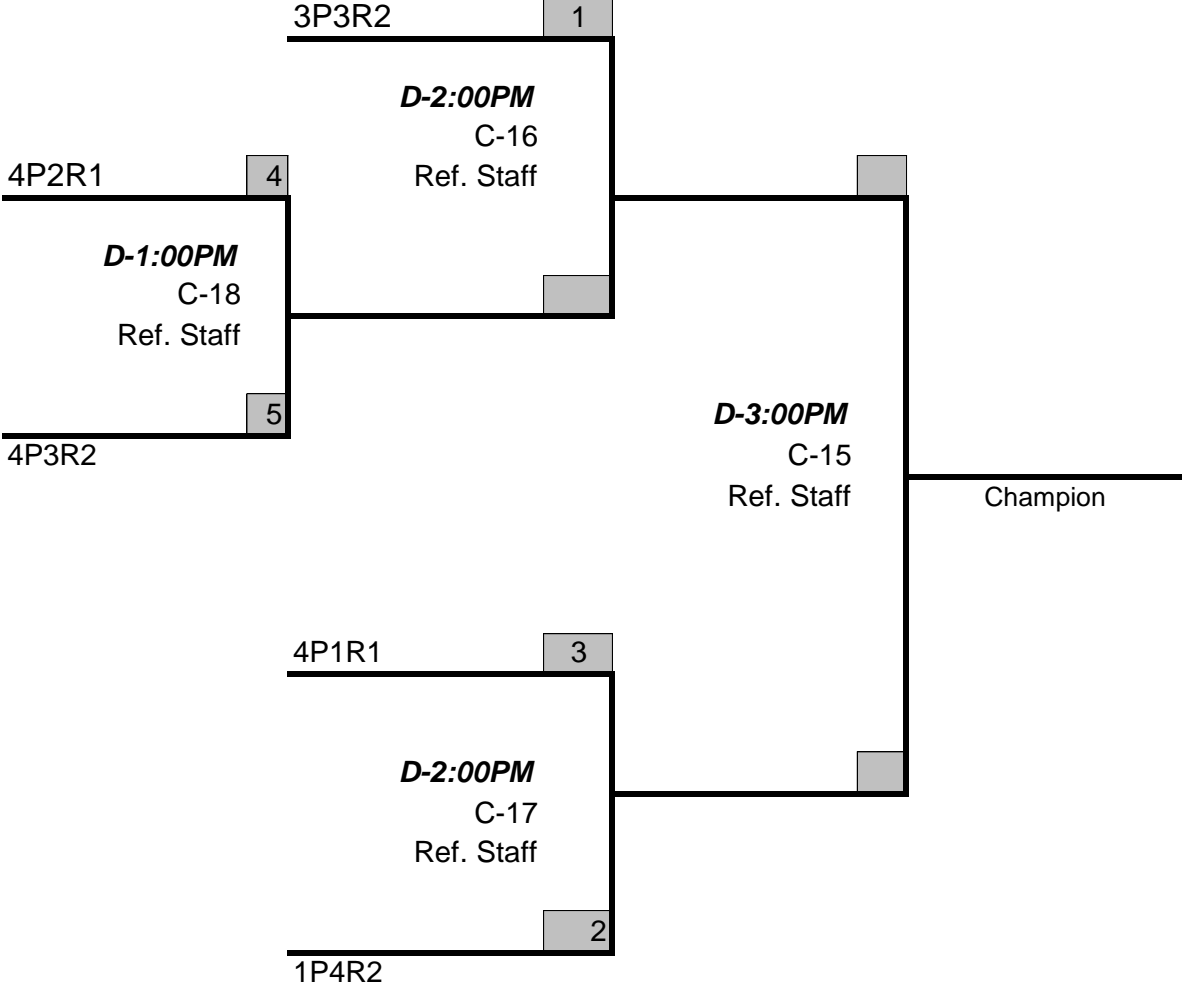 3P3R2 1
D-2:00PM
C-16
Ref. Staff
4P2R1 4
D-1:00PM
C-18
Ref. Staff
5
4P3R2
D-3:00PM
C-15
Ref. Staff
Champion
4P1R1 3
D-2:00PM
C-17
Ref. Staff
2
1P4R2